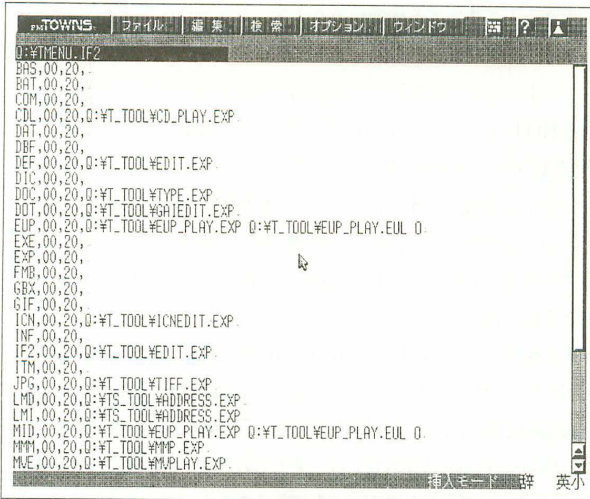 FM TOWNS ファイル 編集 検索 オプション ウィンドウ ?
Q:¥TMENU.IF2
BAS,00,20,
BAT,00,20,
COM,00,20,
CDL,00,20,Q:¥T_TOOL¥CD_PLAY.EXP
DAT,00,20,
DBF,00,20,
DEF,00,20,Q:¥T_TOOL¥EDIT.EXP
DIC,00,20,
DOC,00,20,Q:¥T_TOOL¥TYPE.EXP
DOT,00,20,Q:¥T_TOOL¥GAIEDIT.EXP
EUP,00,20,Q:¥T_TOOL¥EUP_PLAY.EXP Q:¥T_TOOL¥EUP_PLAY.EUL 0
EXE,00,20,
EXP,00,20,
FMB,00,20,
GBX,00,20,
GIF,00,20,
ICN,00,20,Q:¥T_TOOL¥ICNEDIT.EXP
INF,00,20,
IF2,00,20,Q:¥T_TOOL¥EDIT.EXP
ITM,00,20,
JPG,00,20,Q:¥T_TOOL¥TIFF.EXP
LMD,00,20,Q:¥TS_TOOL¥ADDRESS.EXP
LMI,00,20,Q:¥TS_TOOL¥ADDRESS.EXP
MID,00,20,Q:¥T_TOOL¥EUP_PLAY.EXP Q:¥T_TOOL¥EUP_PLAY.EUL 0
MMM,00,20,Q:¥T_TOOL¥MMP.EXP
MVE,00,20,Q:¥T_TOOL¥MVPLAY.EXP
挿入モード 辞 英小